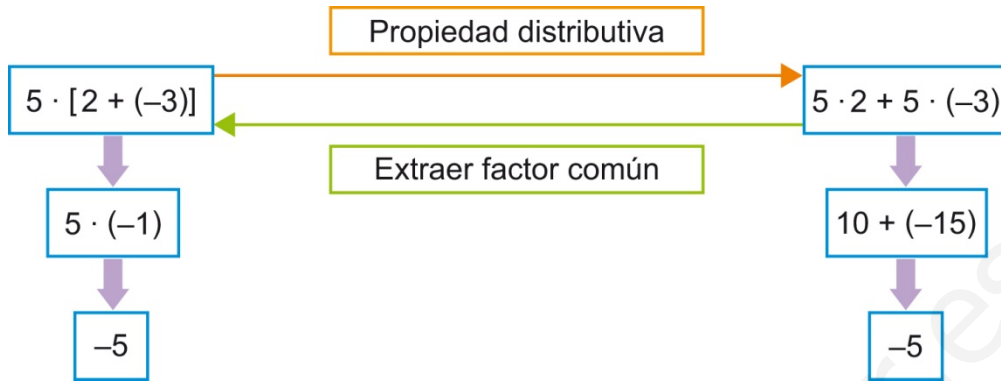 Propiedad distributiva
5 · [2 + (–3)]
5 · 2 + 5 · (–3)
Extraer factor común
5 · (–1)
10 + (–15)
–5
–5